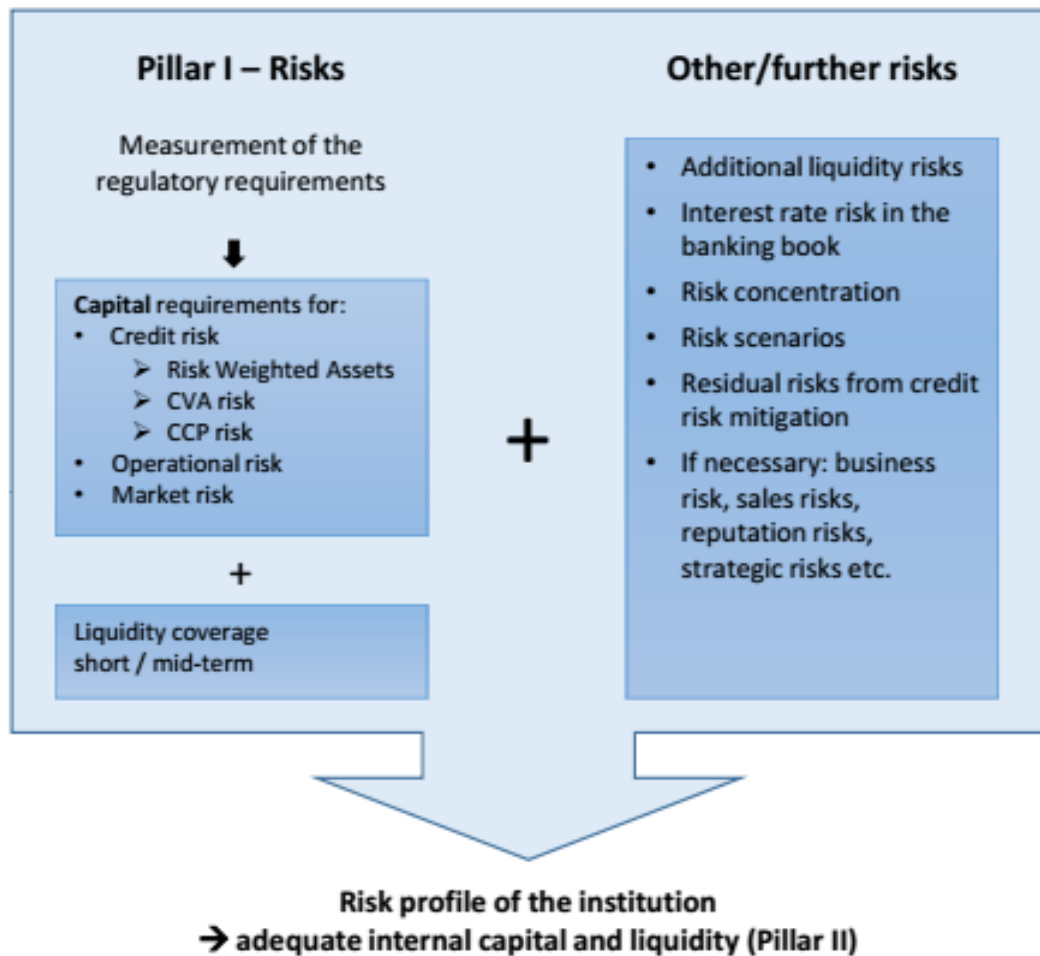 Pillar I – Risks
Measurement of the
regulatory requirements
Capital requirements for:
• Credit risk
➢ Risk Weighted Assets
➢ CVA risk
➢ CCP risk
• Operational risk
• Market risk
+
Liquidity coverage
short / mid-term
+
Other/further risks
• Additional liquidity risks
• Interest rate risk in the
banking book
• Risk concentration
• Risk scenarios
• Residual risks from credit
risk mitigation
• If necessary: business
risk, sales risks,
reputation risks,
strategic risks etc.
Risk profile of the institution
→ adequate internal capital and liquidity (Pillar II)